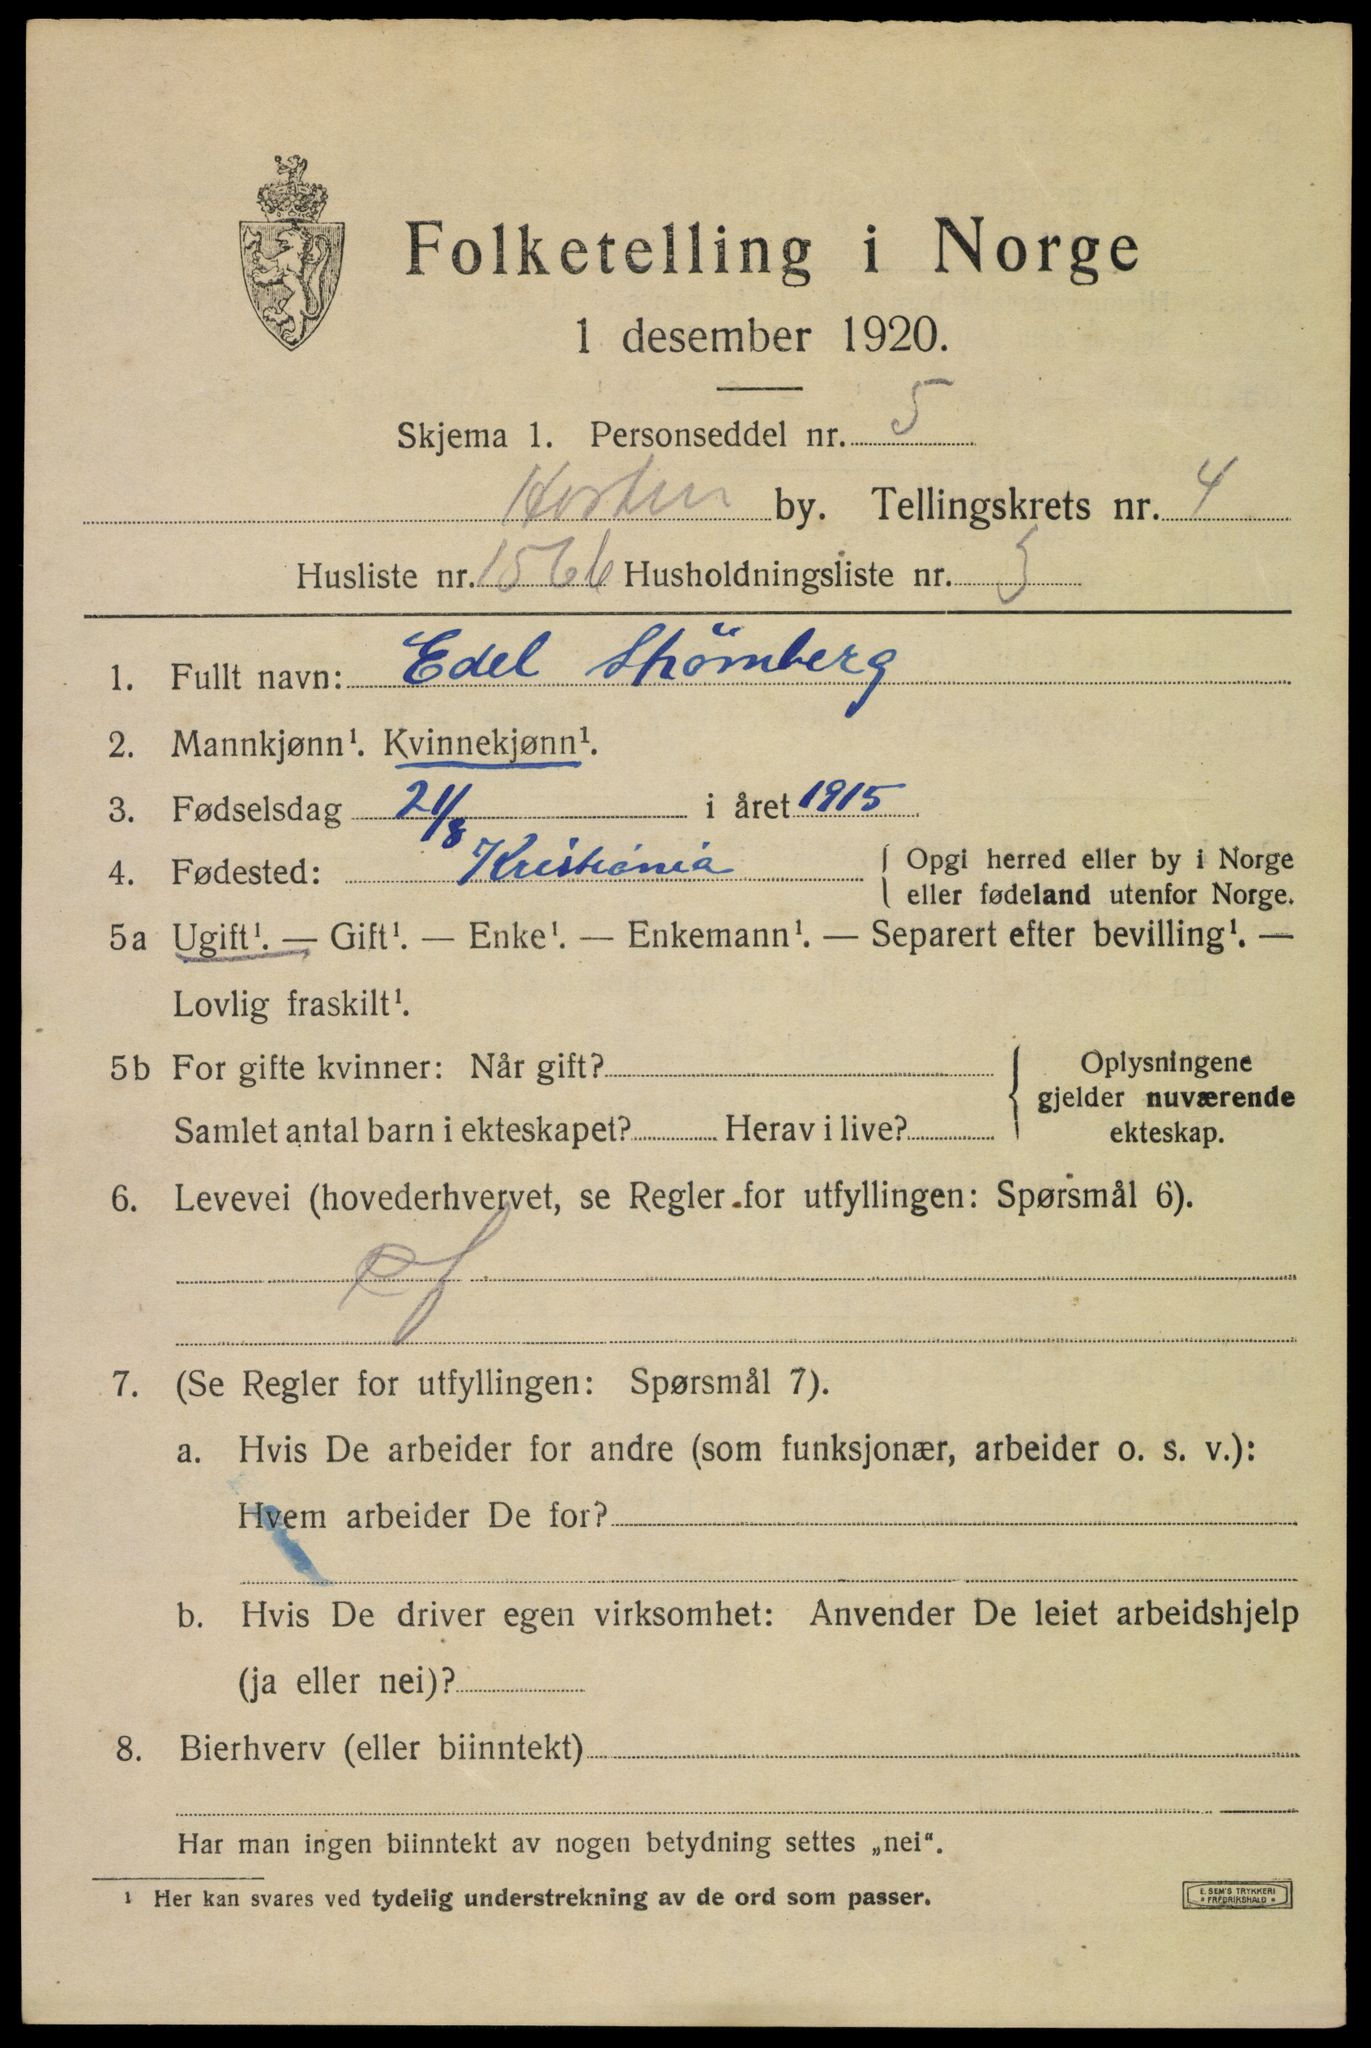 Folketelling i Norge
1 desember 1920.
Skjema 1. Personseddel nr. 5
Horten by. Tellingskrets nr. 4
Husliste nr. 1566 Husholdningsliste nr. 5
1. Fullt navn: Edel Strömberg
2. Mannkjønn¹. Kvinnekjønn¹.
3. Fødselsdag 21/8 i året 1915
4. Fødested: Kristiania { Opgi herred eller by i Norge
eller fødeland utenfor Norge.
5a Ugift¹. — Gift¹. — Enke¹. — Enkemann¹. — Separert efter bevilling¹. —
Lovlig fraskilt¹.
5b For gifte kvinner: Når gift? { Oplysningene
gjelder nuværende
Samlet antal barn i ekteskapet? Herav i live? ekteskap.
6. Levevei (hovederhvervet, se Regler for utfyllingen: Spørsmål 6).
7. (Se Regler for utfyllingen: Spørsmål 7).
a. Hvis De arbeider for andre (som funksjonær, arbeider o. s. v.):
Hvem arbeider De for?
b. Hvis De driver egen virksomhet: Anvender De leiet arbeidshjelp
(ja eller nei)?
8. Bierhverv (eller biinntekt)
Har man ingen biinntekt av nogen betydning settes „nei“.
¹ Her kan svares ved tydelig understrekning av de ord som passer.
E. SEM'S TRYKKERI
* FREDRIKSHALD *